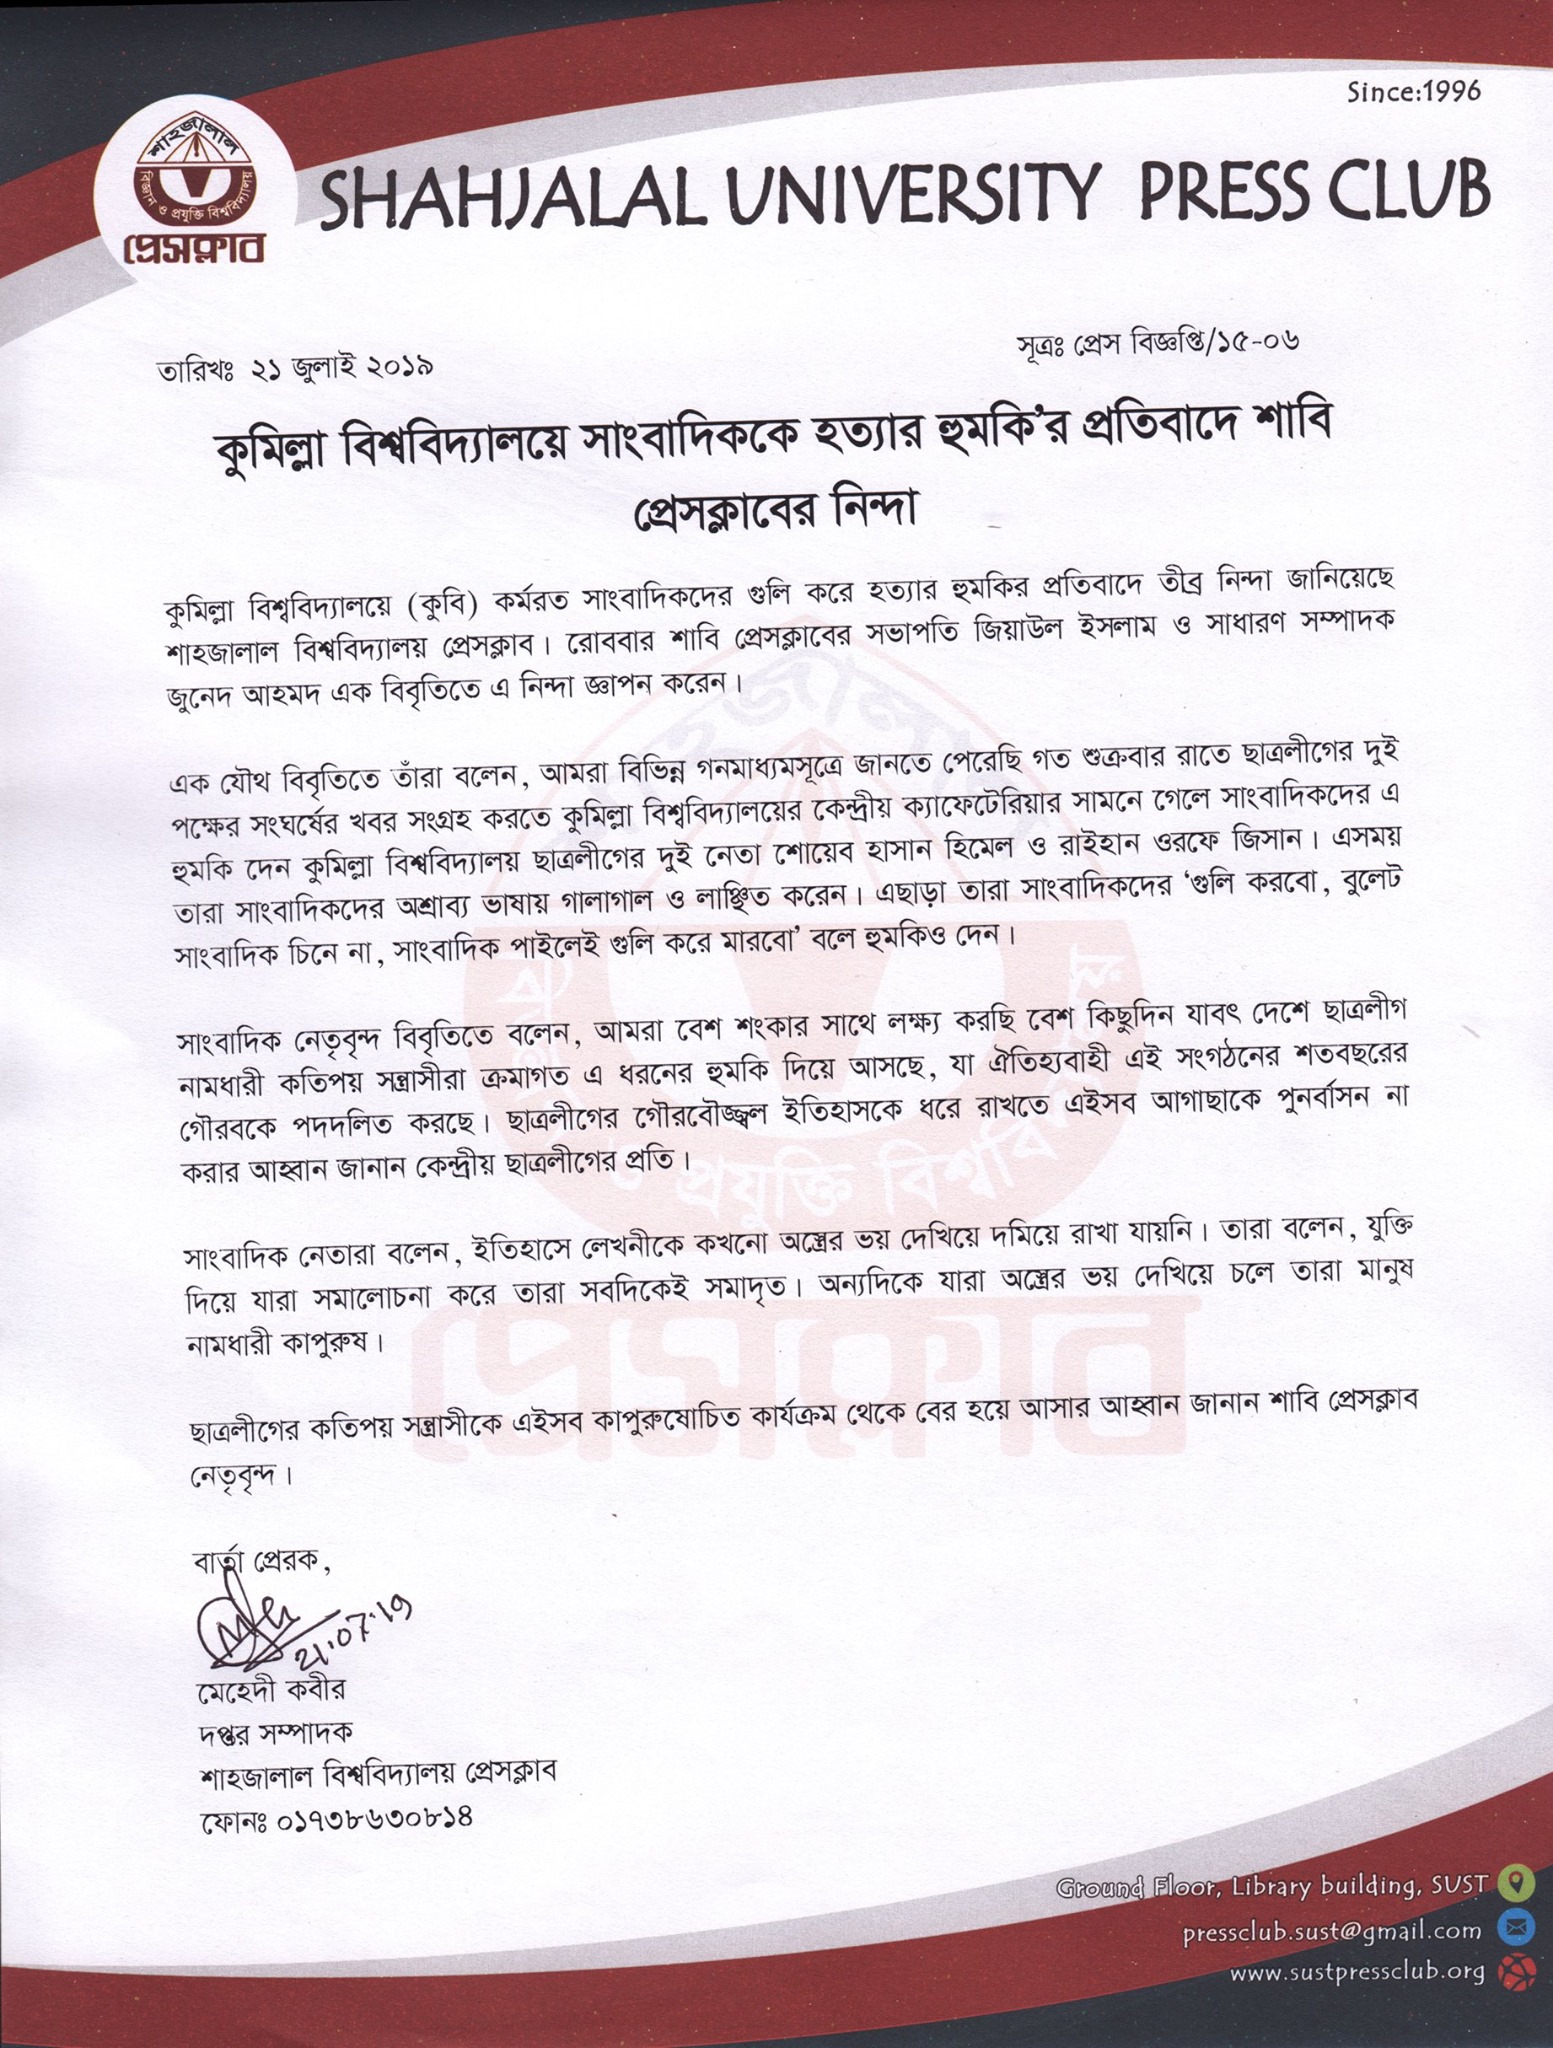 Since:1996
শাহজালাল
বিজ্ঞান ও প্রযুক্তি বিশ্ববিদ্যালয়
প্রেসক্লাব
SHAHJALAL UNIVERSITY PRESS CLUB
সূত্রঃ প্রেস বিজ্ঞপ্তি/১৫-০৬
তারিখঃ ২১ জুলাই ২০১৯
কুমিল্লা বিশ্ববিদ্যালয়ে সাংবাদিককে হত্যার হুমকি’র প্রতিবাদে শাবি
প্রেসক্লাবের নিন্দা
কুমিল্লা বিশ্ববিদ্যালয়ে (কুবি) কর্মরত সাংবাদিকদের গুলি করে হত্যার হুমকির প্রতিবাদে তীব্র নিন্দা জানিয়েছে
শাহজালাল বিশ্ববিদ্যালয় প্রেসক্লাব। রোববার শাবি প্রেসক্লাবের সভাপতি জিয়াউল ইসলাম ও সাধারণ সম্পাদক
জুনেদ আহমদ এক বিবৃতিতে এ নিন্দা জ্ঞাপন করেন।
এক যৌথ বিবৃতিতে তাঁরা বলেন, আমরা বিভিন্ন গনমাধ্যমসূত্রে জানতে পেরেছি গত শুক্রবার রাতে ছাত্রলীগের দুই
পক্ষের সংঘর্ষের খবর সংগ্রহ করতে কুমিল্লা বিশ্ববিদ্যালয়ের কেন্দ্রীয় ক্যাফেটেরিয়ার সামনে গেলে সাংবাদিকদের এ
হুমকি দেন কুমিল্লা বিশ্ববিদ্যালয় ছাত্রলীগের দুই নেতা শোয়েব হাসান হিমেল ও রাইহান ওরফে জিসান। এসময়
তারা সাংবাদিকদের অশ্রাব্য ভাষায় গালাগাল ও লাঞ্ছিত করেন। এছাড়া তারা সাংবাদিকদের ‘গুলি করবো, বুলেট
সাংবাদিক চিনে না, সাংবাদিক পাইলেই গুলি করে মারবো’ বলে হুমকিও দেন।
সাংবাদিক নেতৃবৃন্দ বিবৃতিতে বলেন, আমরা বেশ শংকার সাথে লক্ষ্য করছি বেশ কিছুদিন যাবৎ দেশে ছাত্রলীগ
নামধারী কতিপয় সন্ত্রাসীরা ক্রমাগত এ ধরনের হুমকি দিয়ে আসছে, যা ঐতিহ্যবাহী এই সংগঠনের শতবছরের
গৌরবকে পদদলিত করছে। ছাত্রলীগের গৌরবৌজ্জ্বল ইতিহাসকে ধরে রাখতে এইসব আগাছাকে পুনর্বাসন না
করার আহ্বান জানান কেন্দ্রীয় ছাত্রলীগের প্রতি।
সাংবাদিক নেতারা বলেন, ইতিহাসে লেখনীকে কখনো অস্ত্রের ভয় দেখিয়ে দমিয়ে রাখা যায়নি। তারা বলেন, যুক্তি
দিয়ে যারা সমালোচনা করে তারা সবদিকেই সমাদৃত। অন্যদিকে যারা অস্ত্রের ভয় দেখিয়ে চলে তারা মানুষ
নামধারী কাপুরুষ।
ছাত্রলীগের কতিপয় সন্ত্রাসীকে এইসব কাপুরুষোচিত কার্যক্রম থেকে বের হয়ে আসার আহ্বান জানান শাবি প্রেসক্লাব
নেতৃবৃন্দ।
বার্তা প্রেরক,
21.07.19
মেহেদী কবীর
দপ্তর সম্পাদক
শাহজালাল বিশ্ববিদ্যালয় প্রেসক্লাব
ফোনঃ ০১৭৩৮৬৩০৮১৪
Ground Floor, Library building, SUST
pressclub.sust@gmail.com
www.sustpressclub.org